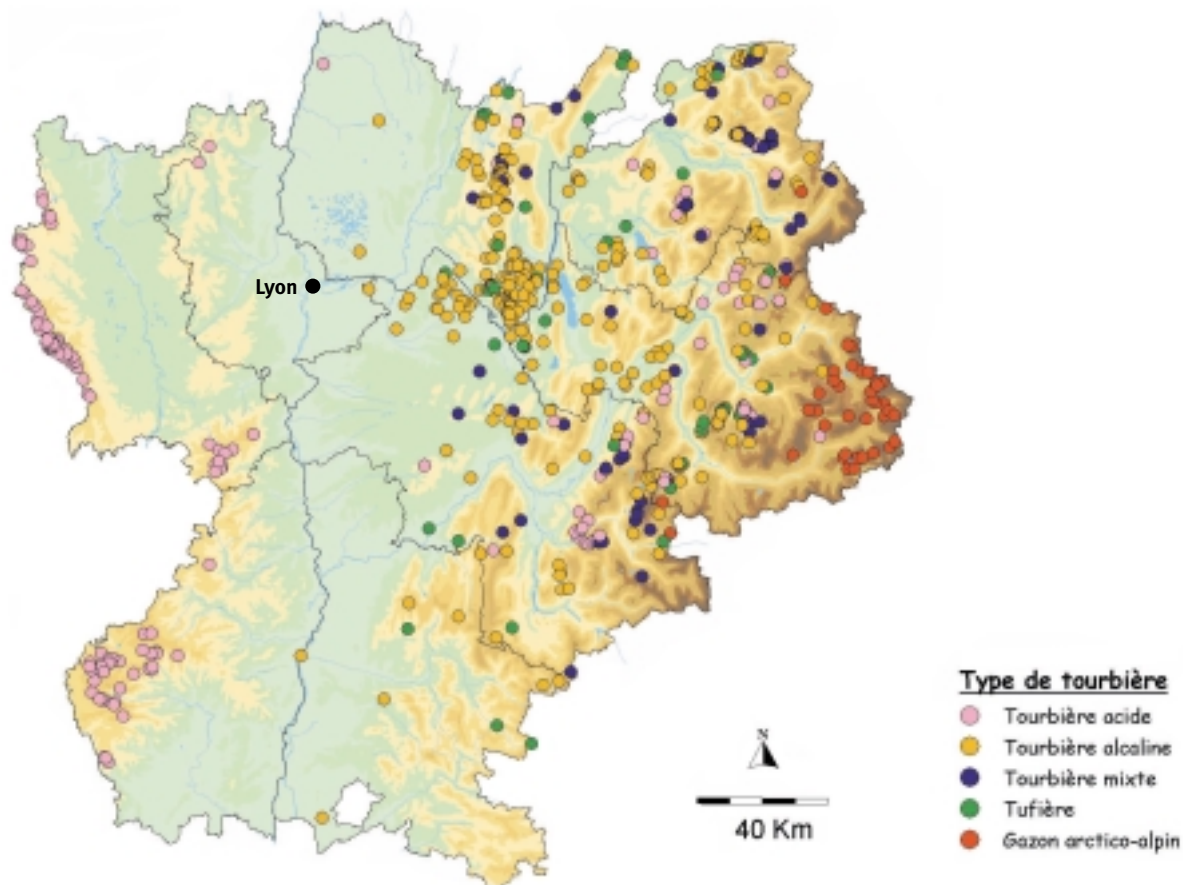 Lyon
Type de tourbière
Tourbière acide
Tourbière alcaline
Tourbière mixte
Tufière
Gazon arctico-alpin
N
40 Km